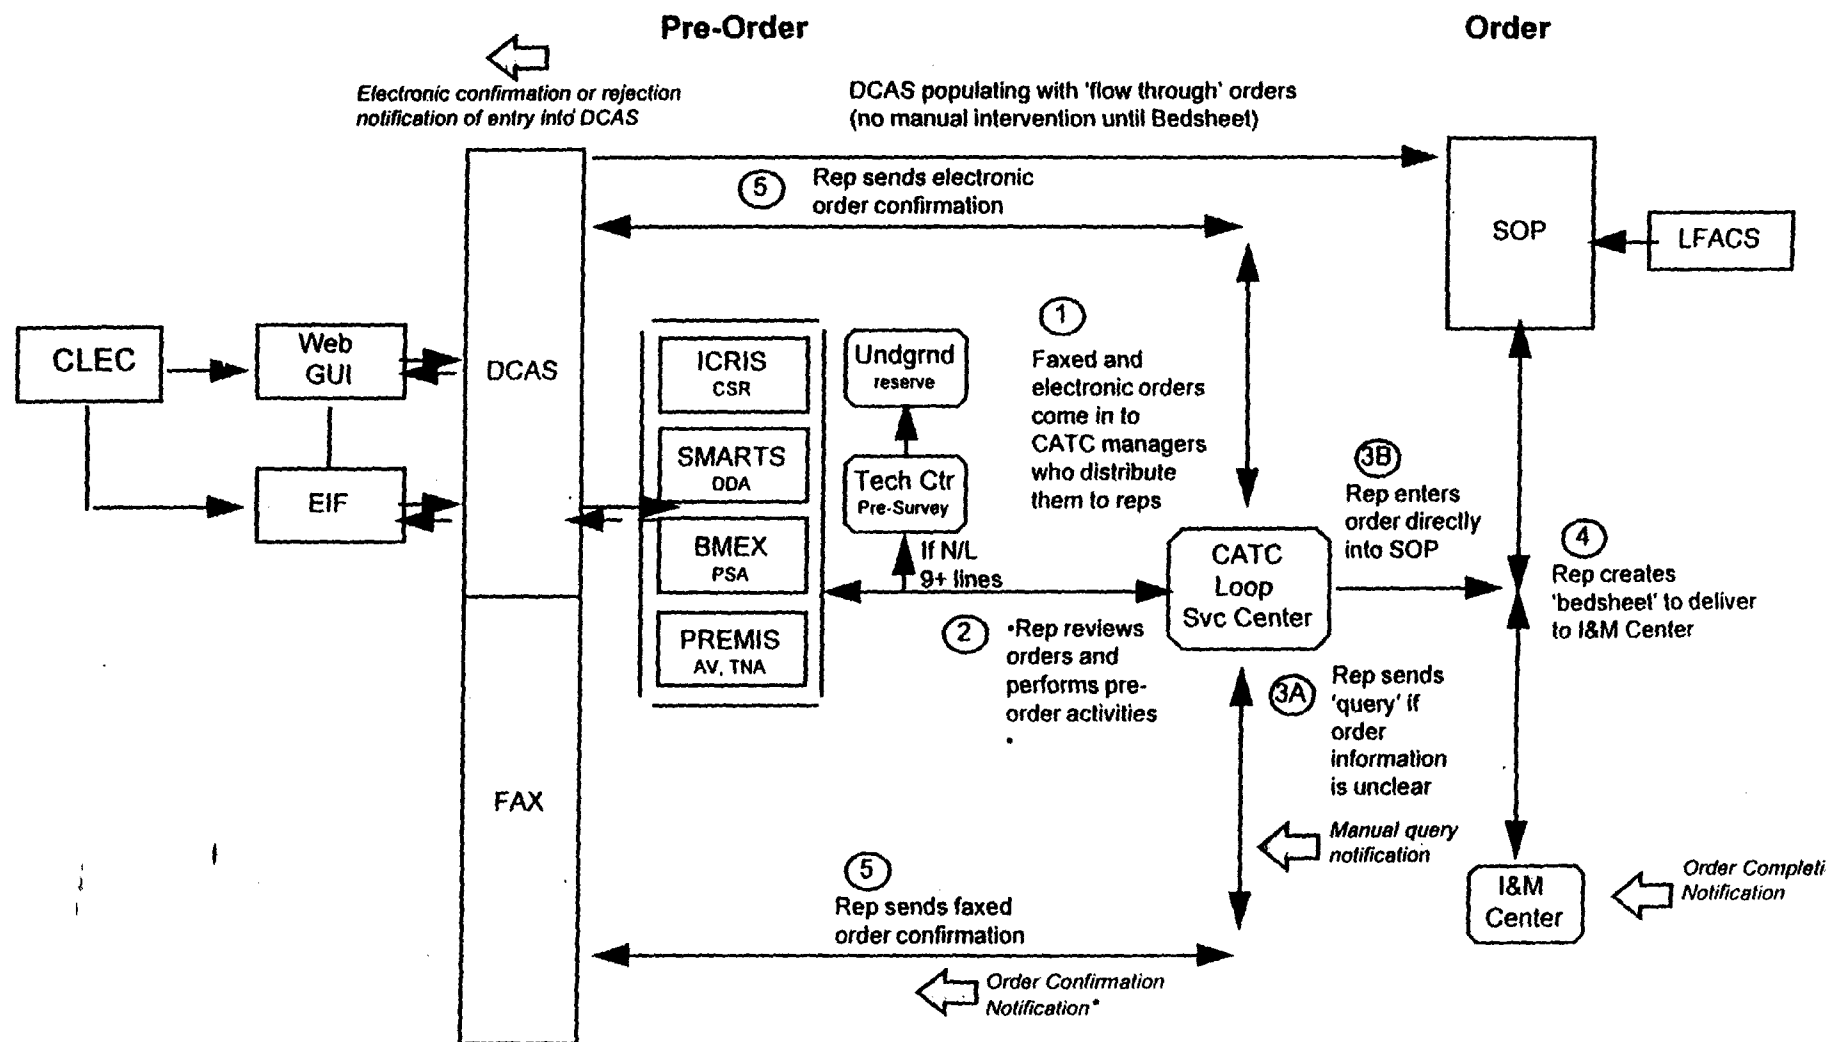 Pre-Order
Order
Electronic confirmation or rejection
notification of entry into DCAS
DCAS populating with 'flow through' orders
(no manual intervention until Bedsheet)
5
Rep sends electronic
order confirmation
SOP
LFACS
CLEC
Web
GUI
EIF
DCAS
FAX
ICRIS
CSR
SMARTS
DDA
BMEX
PSA
PREMIS
AV, TNA
Undgrnd
reserve
Tech Ctr
Pre-Survey
If N/L
9+ lines
1
Faxed and
electronic orders
come in to
CATC managers
who distribute
them to reps
2
•Rep reviews
orders and
performs pre-
order activities
•
CATC
Loop
Svc Center
3B
Rep enters
order directly
into SOP
4
Rep creates
'bedsheet' to deliver
to I&M Center
3A
Rep sends
'query' if
order
information
is unclear
Manual query
notification
5
Rep sends faxed
order confirmation
Order Confirmation
Notification*
I&M
Center
Order Completi
Notification